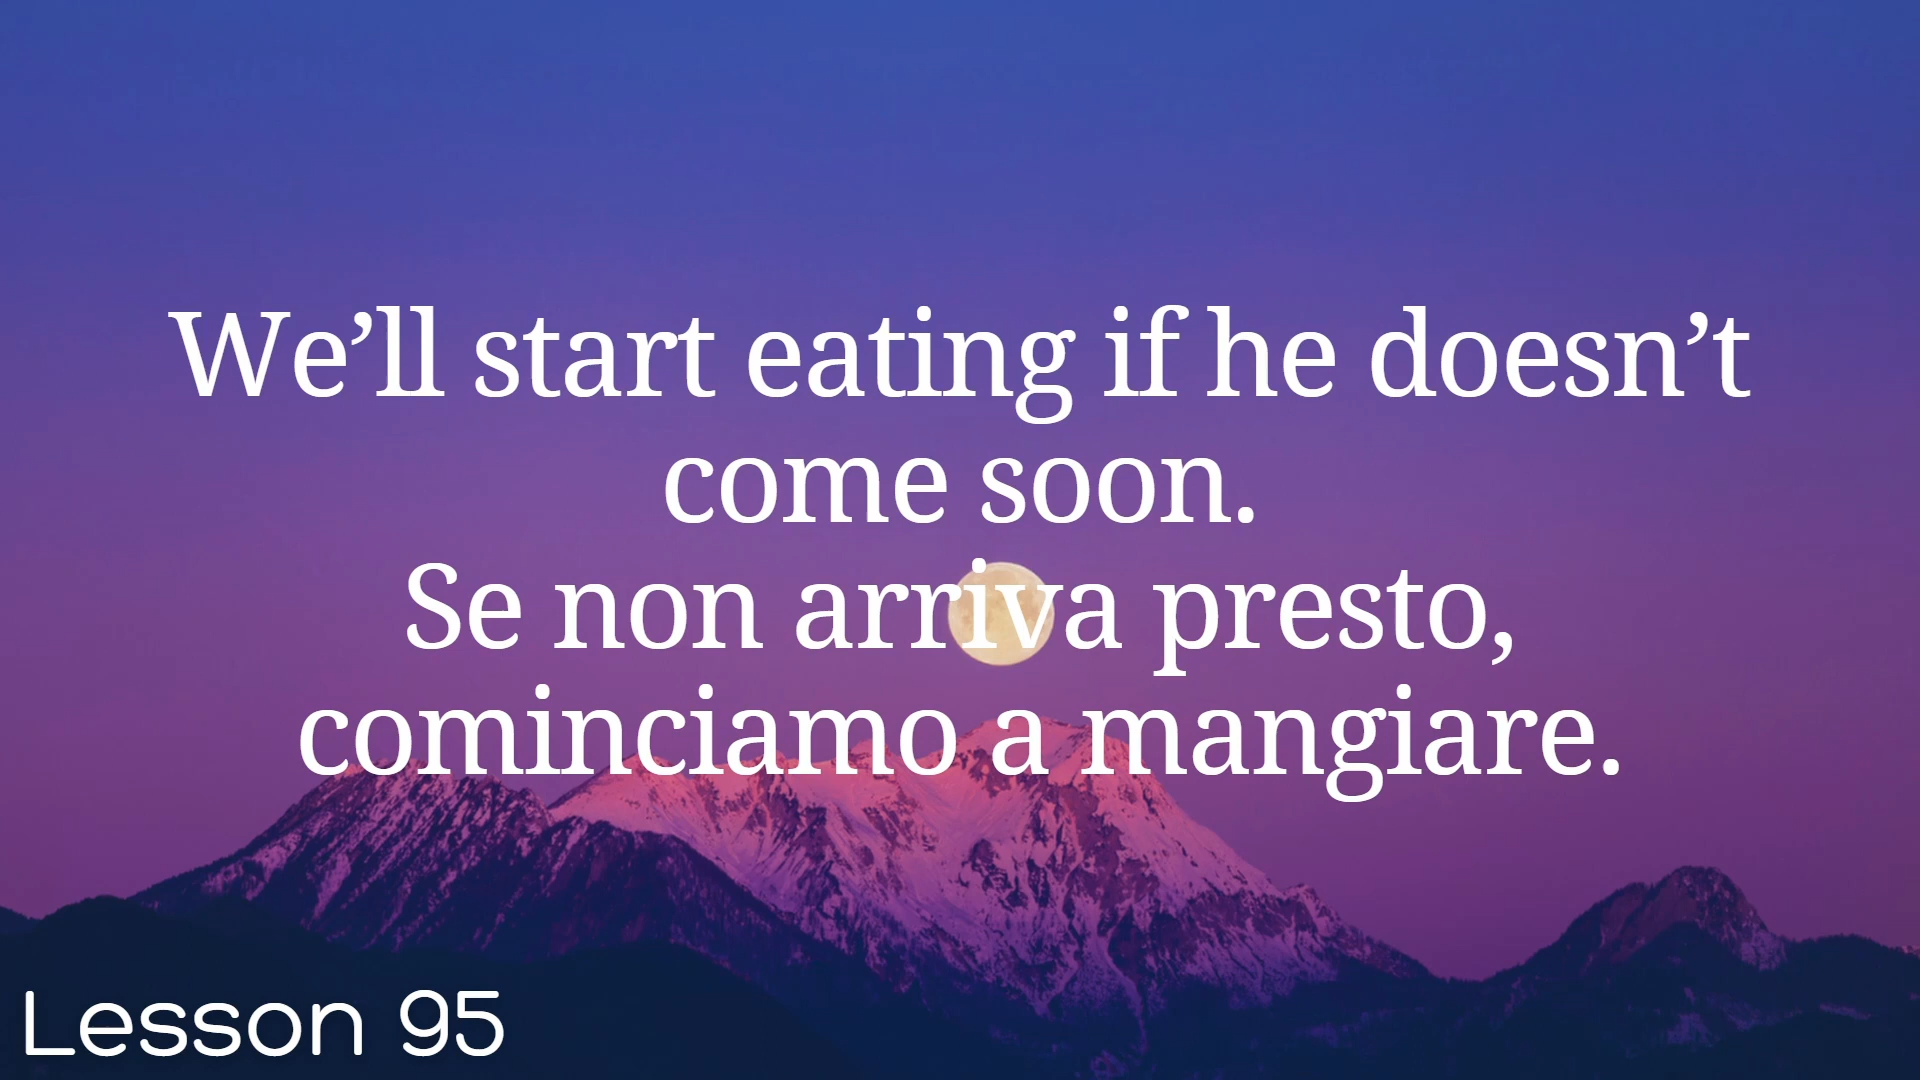 We’ll start eating if he doesn’t
come soon.
Se non arriva presto,
cominciamo a mangiare.
Lesson 95